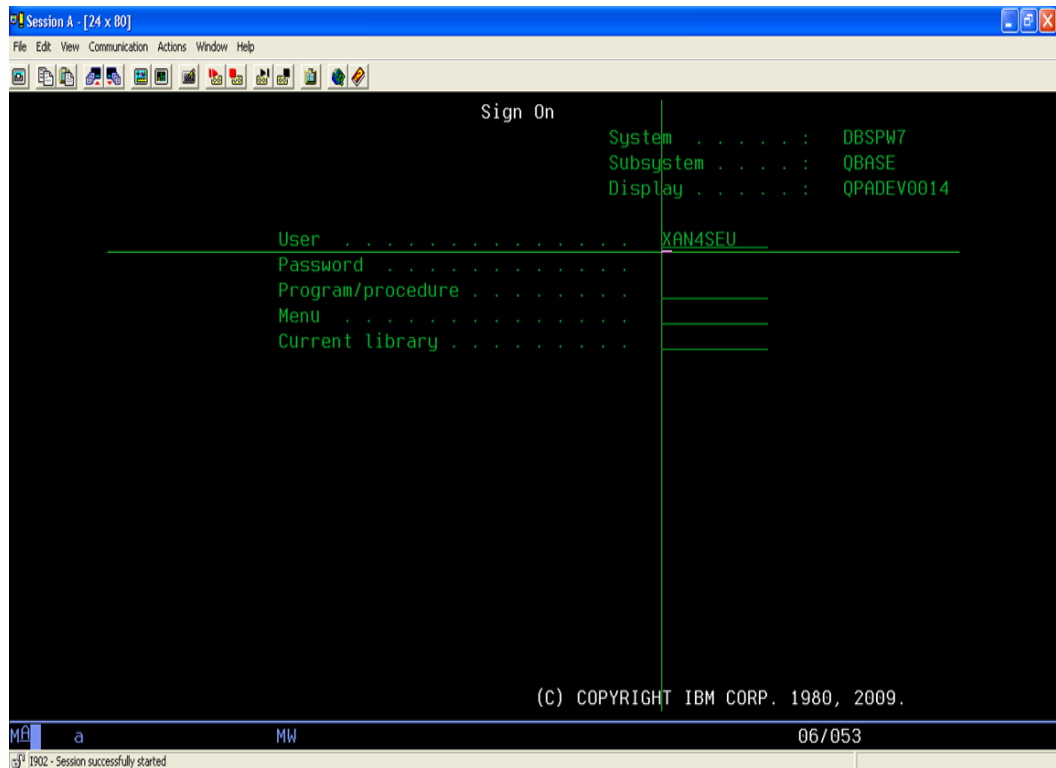 Session A - [24 x 80]
File Edit View Communication Actions Window Help
Sign On
System . . . . . : DBSPW7
Subsystem . . . . : QBASE
Display . . . . . : QPADEV0014
User . . . . . . . . . . . . . . XAN4SEU
Password . . . . . . . . . . . .
Program/procedure . . . . . . . .
Menu . . . . . . . . . . . . . .
Current library . . . . . . . . .
(C) COPYRIGHT IBM CORP. 1980, 2009.
MA a MW 06/053
I902 - Session successfully started